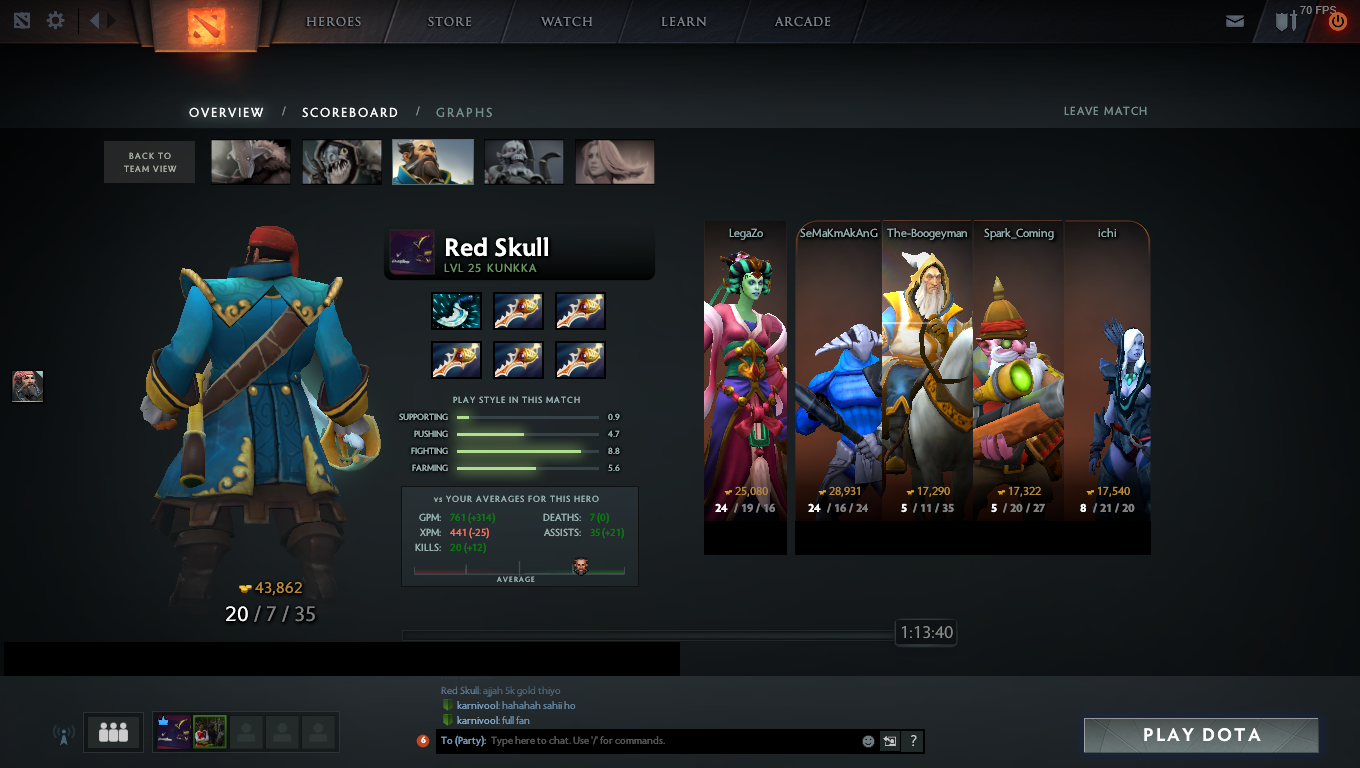 HEROES
STORE
WATCH
LEARN
ARCADE
70 FPS
OVERVIEW / SCOREBOARD / GRAPHS
LEAVE MATCH
BACK TO
TEAM VIEW
Red Skull
LVL 25 KUNKKA
PLAY STYLE IN THIS MATCH
SUPPORTING 0.9
PUSHING 4.7
FIGHTING 8.8
FARMING 5.6
vs YOUR AVERAGES FOR THIS HERO
GPM: 761 (+314) DEATHS: 7 (0)
XPM: 441 (-25) ASSISTS: 35 (+21)
KILLS: 20 (+12)
AVERAGE
43,862
20 / 7 / 35
LegaZo
25,080
24 / 19 / 16
SeMaKmAkAnG
28,931
24 / 16 / 24
The-Boogeyman
17,290
5 / 11 / 35
Spark_Coming
17,322
5 / 20 / 27
ichi
17,540
8 / 21 / 20
1:13:40
Red Skull: ajjah 5k gold thiyo
karnivool: hahahah sahii ho
karnivool: full fan
6 To (Party): Type here to chat. Use '/' for commands.
?
PLAY DOTA